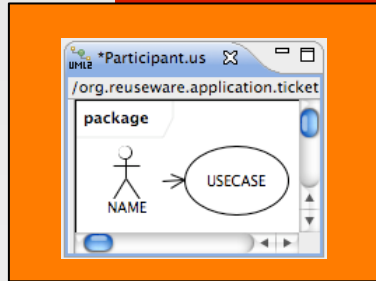 UML2 *Participant.us
/org.reuseware.application.ticket
package
USECASE
NAME